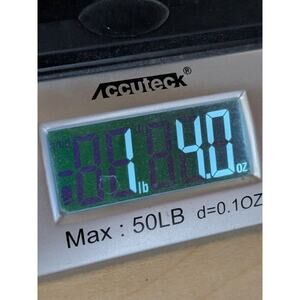 Accuteck®
1 lb 4.0 oz
Max : 50LB d=0.1OZ